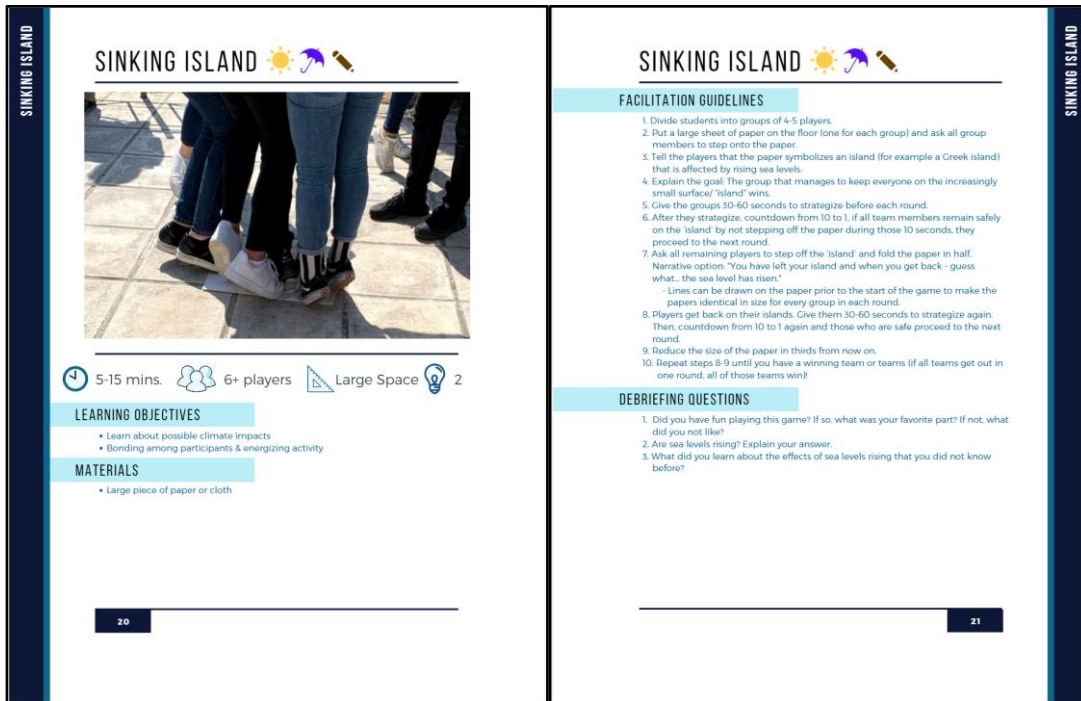 SINKING ISLAND
SINKING ISLAND
5-15 mins.
6+ players
Large Space
2
LEARNING OBJECTIVES
• Learn about possible climate impacts
• Bonding among participants & energizing activity
MATERIALS
• Large piece of paper or cloth
20
SINKING ISLAND
SINKING ISLAND
FACILITATION GUIDELINES
1. Divide students into groups of 4-5 players.
2. Put a large sheet of paper on the floor (one for each group) and ask all group
members to step onto the paper.
3. Tell the players that the paper symbolizes an island (for example a Greek island)
that is affected by rising sea levels.
4. Explain the goal: The group that manages to keep everyone on the increasingly
small surface/ "island" wins.
5. Give the groups 30-60 seconds to strategize before each round.
6. After they strategize, countdown from 10 to 1, if all team members remain safely
on the 'island' by not stepping off the paper during those 10 seconds, they
proceed to the next round.
7. Ask all remaining players to step off the 'island' and fold the paper in half.
Narrative option: "You have left your island and when you get back - guess
what... the sea level has risen."
- Lines can be drawn on the paper prior to the start of the game to make the
papers identical in size for every group in each round.
8. Players get back on their islands. Give them 30-60 seconds to strategize again.
Then, countdown from 10 to 1 again and those who are safe proceed to the next
round.
9. Reduce the size of the paper in thirds from now on.
10. Repeat steps 8-9 until you have a winning team or teams (if all teams get out in
one round, all of those teams win)!
DEBRIEFING QUESTIONS
1. Did you have fun playing this game? If so, what was your favorite part? If not, what
did you not like?
2. Are sea levels rising? Explain your answer.
3. What did you learn about the effects of sea levels rising that you did not know
before?
21